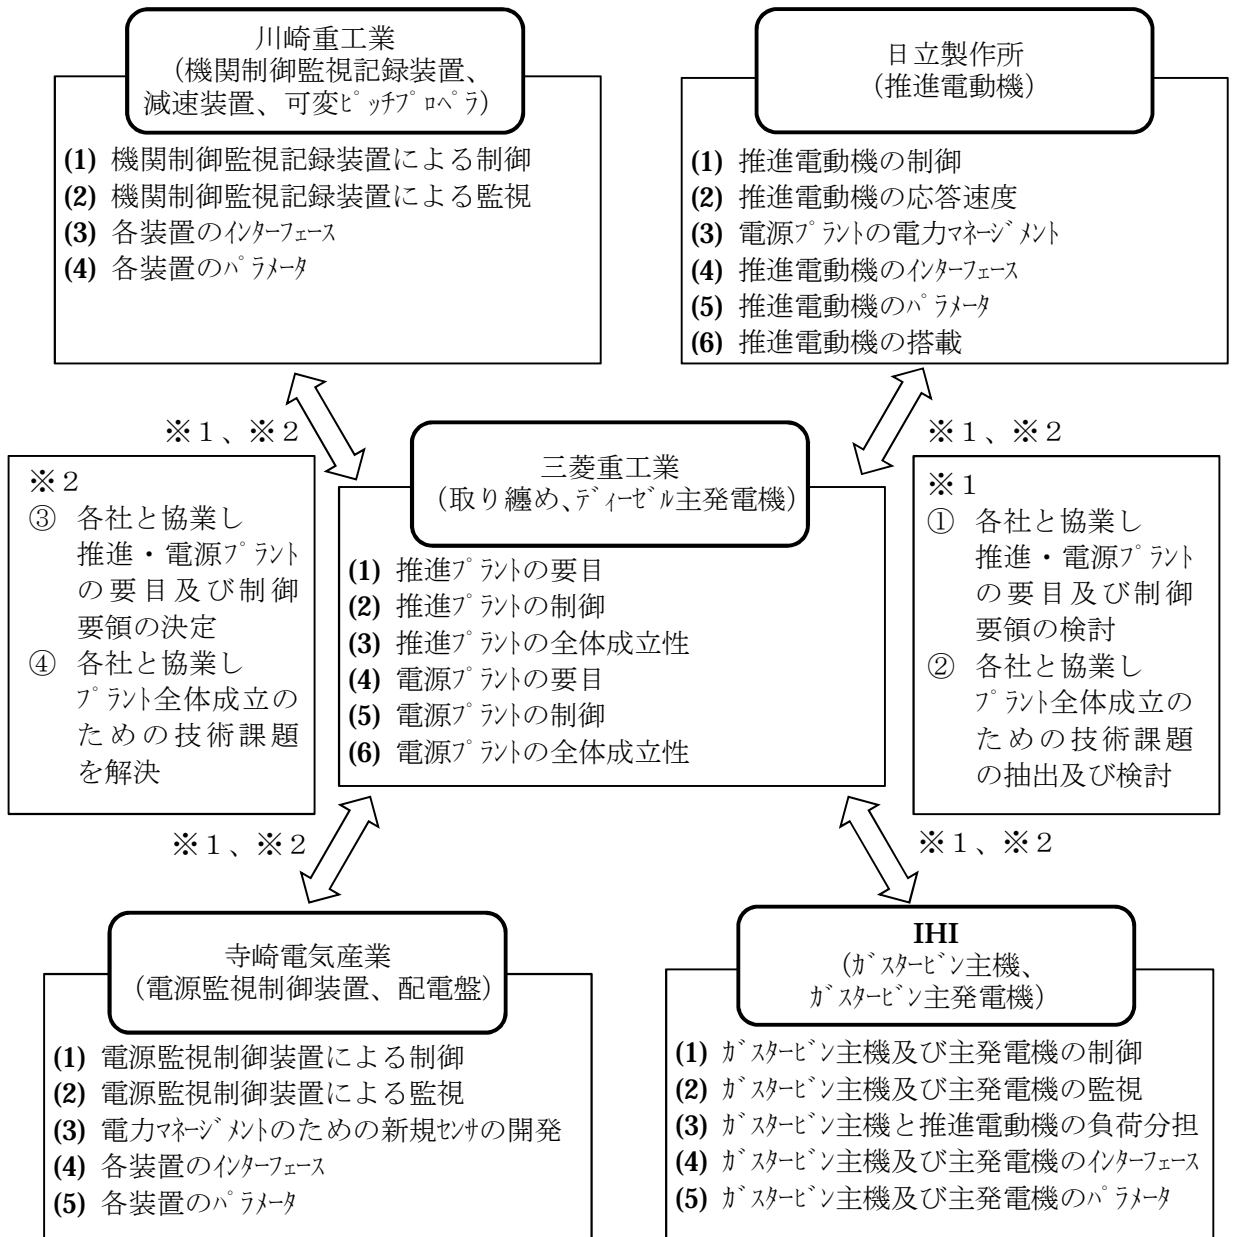 川崎重工業
(機関制御監視記録装置、
減速装置、可変ﾋﾟｯﾁﾌﾟﾛﾍﾟﾗ)
(1) 機関制御監視記録装置による制御
(2) 機関制御監視記録装置による監視
(3) 各装置のｲﾝﾀｰﾌｪｰｽ
(4) 各装置のﾊﾟﾗﾒｰﾀ
日立製作所
(推進電動機)
(1) 推進電動機の制御
(2) 推進電動機の応答速度
(3) 電源ﾌﾟﾗﾝﾄの電力ﾏﾈｰｼﾞﾒﾝﾄ
(4) 推進電動機のｲﾝﾀｰﾌｪｰｽ
(5) 推進電動機のﾊﾟﾗﾒｰﾀ
(6) 推進電動機の搭載
※１、※２
※１、※２
※２
③ 各社と協業し
推進・電源ﾌﾟﾗﾝﾄ
の要目及び制御
要領の決定
④ 各社と協業し
ﾌﾟﾗﾝﾄ全体成立の
ための技術課題
を解決
三菱重工業
(取り纏め､ﾃﾞｨｰｾﾞﾙ主発電機)
(1) 推進ﾌﾟﾗﾝﾄの要目
(2) 推進ﾌﾟﾗﾝﾄの制御
(3) 推進ﾌﾟﾗﾝﾄの全体成立性
(4) 電源ﾌﾟﾗﾝﾄの要目
(5) 電源ﾌﾟﾗﾝﾄの制御
(6) 電源ﾌﾟﾗﾝﾄの全体成立性
※１
① 各社と協業し
推進・電源ﾌﾟﾗﾝﾄ
の要目及び制御
要領の検討
② 各社と協業し
ﾌﾟﾗﾝﾄ全体成立の
ための技術課題
の抽出及び検討
※１、※２
※１、※２
寺崎電気産業
(電源監視制御装置、配電盤)
(1) 電源監視制御装置による制御
(2) 電源監視制御装置による監視
(3) 電力ﾏﾈｰｼﾞﾒﾝﾄのための新規ｾﾝｻの開発
(4) 各装置のｲﾝﾀｰﾌｪｰｽ
(5) 各装置のﾊﾟﾗﾒｰﾀ
IHI
(ｶﾞｽﾀｰﾋﾞﾝ主機、
ｶﾞｽﾀｰﾋﾞﾝ主発電機)
(1) ｶﾞｽﾀｰﾋﾞﾝ主機及び主発電機の制御
(2) ｶﾞｽﾀｰﾋﾞﾝ主機及び主発電機の監視
(3) ｶﾞｽﾀｰﾋﾞﾝ主機と推進電動機の負荷分担
(4) ｶﾞｽﾀｰﾋﾞﾝ主機及び主発電機のｲﾝﾀｰﾌｪｰｽ
(5) ｶﾞｽﾀｰﾋﾞﾝ主機及び主発電機のﾊﾟﾗﾒｰﾀ